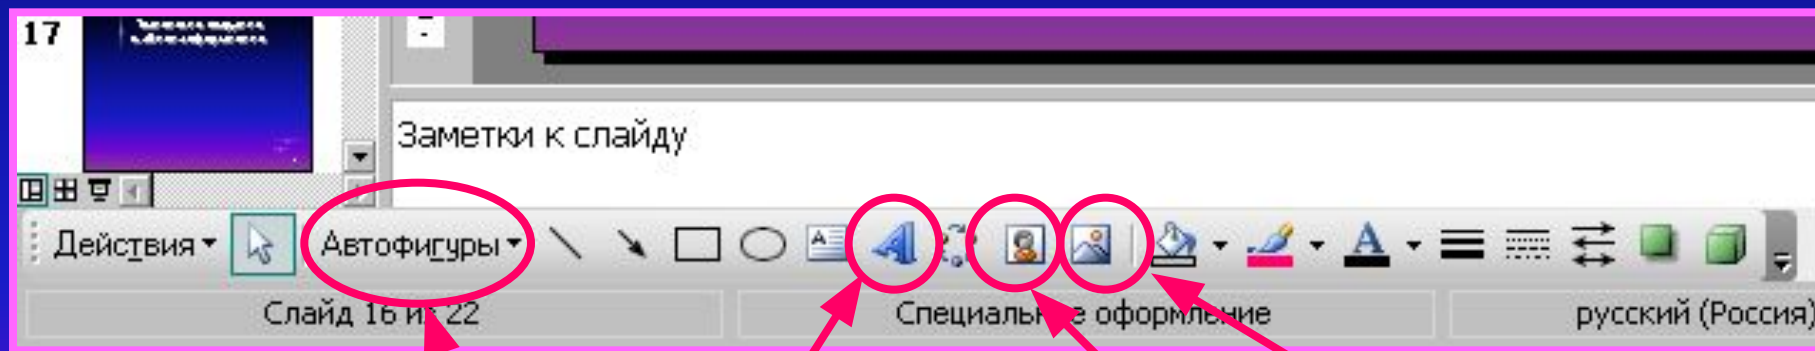 17
Заметки к слайду
Действия Автофигуры
Слайд 16 из 22 Специальное оформление русский (Россия)